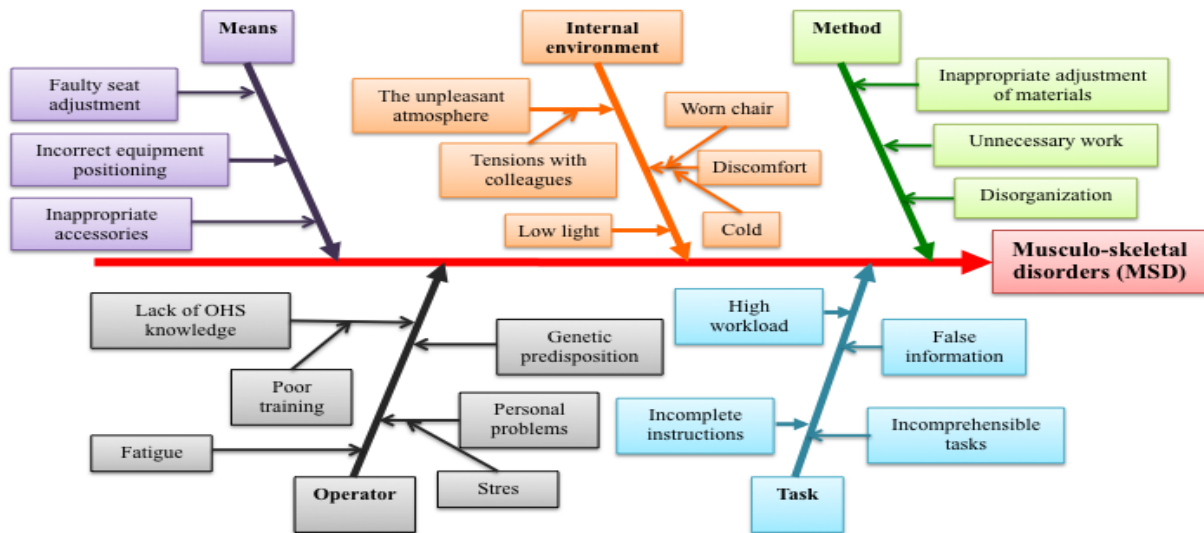 Means
Internal
environment
Method
Faulty seat
adjustment
The unpleasant
atmosphere
Worn chair
Inappropriate adjustment
of materials
Incorrect equipment
positioning
Tensions with
colleagues
Discomfort
Unnecessary work
Inappropriate
accessories
Low light
Cold
Disorganization
Musculo-skeletal
disorders (MSD)
Lack of OHS
knowledge
Genetic
predisposition
High
workload
False
information
Poor
training
Personal
problems
Incomplete
instructions
Incomprehensible
tasks
Fatigue
Stres
Operator
Task